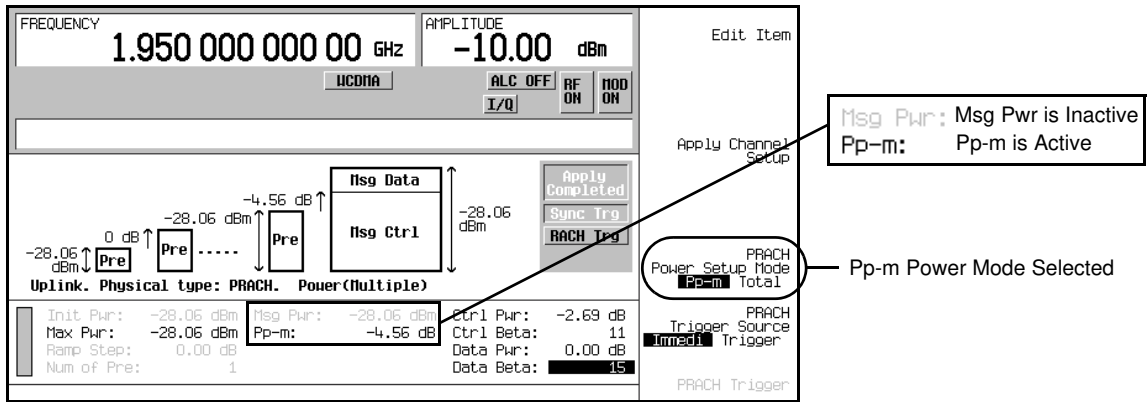 FREQUENCY
1.950 000 000 00 GHz
AMPLITUDE
-10.00 dBm
WCDMA
ALC OFF
I/Q
RF ON
MOD ON
Edit Item
Apply Channel
Setup
PRACH
Power Setup Mode
Pp-m Total
PRACH
Trigger Source
Immedi Trigger
PRACH Trigger
Msg Data
Msg Ctrl
Apply
Completed
Sync Trg
RACH Trg
-28.06
dBm
-4.56 dB
-28.06 dBm
0 dB
-28.06
dBm
Pre
Pre
.....
Pre
Uplink. Physical type: PRACH. Power(Multiple)
Init Pwr: -28.06 dBm Msg Pwr: -28.06 dBm Ctrl Pwr: -2.69 dB
Max Pwr: -28.06 dBm Pp-m: -4.56 dB Ctrl Beta: 11
Ramp Step: 0.00 dB Data Pwr: 0.00 dB
Num of Pre: 1 Data Beta: 15
Msg Pwr: Msg Pwr is Inactive
Pp-m: Pp-m is Active
Pp-m Power Mode Selected